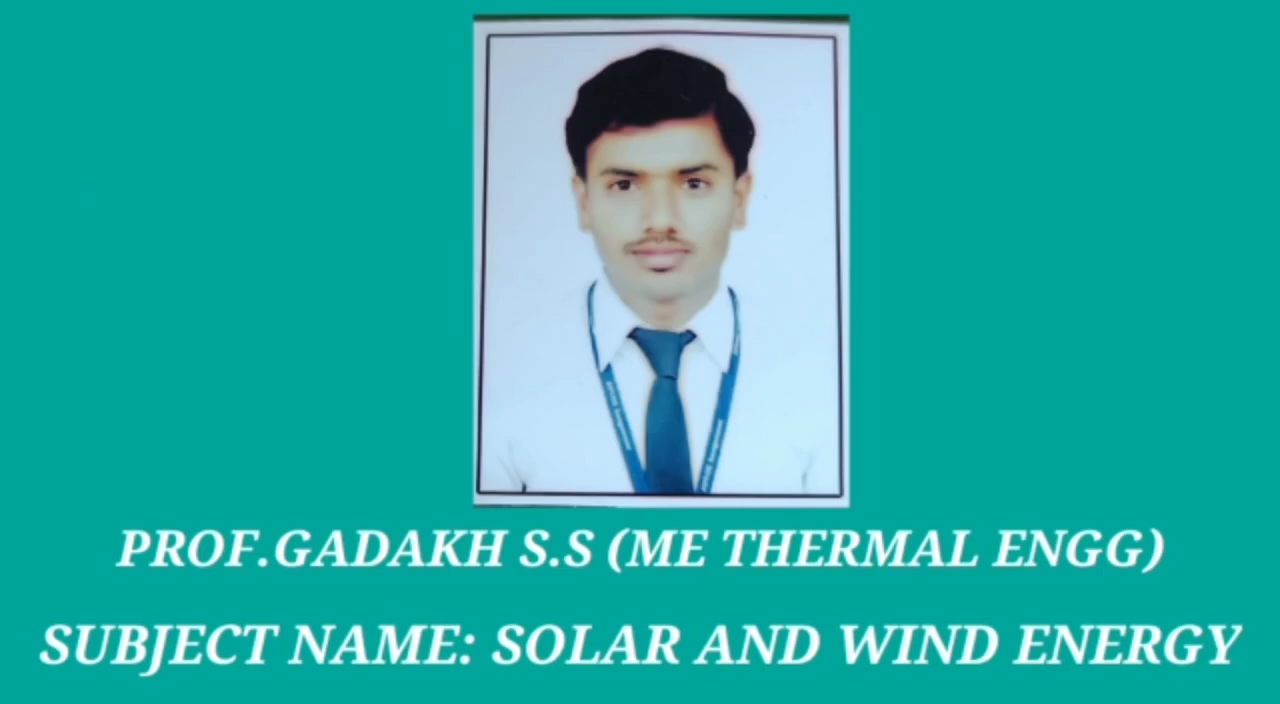 PROF.GADAKH S.S (ME THERMAL ENGG)
SUBJECT NAME: SOLAR AND WIND ENERGY